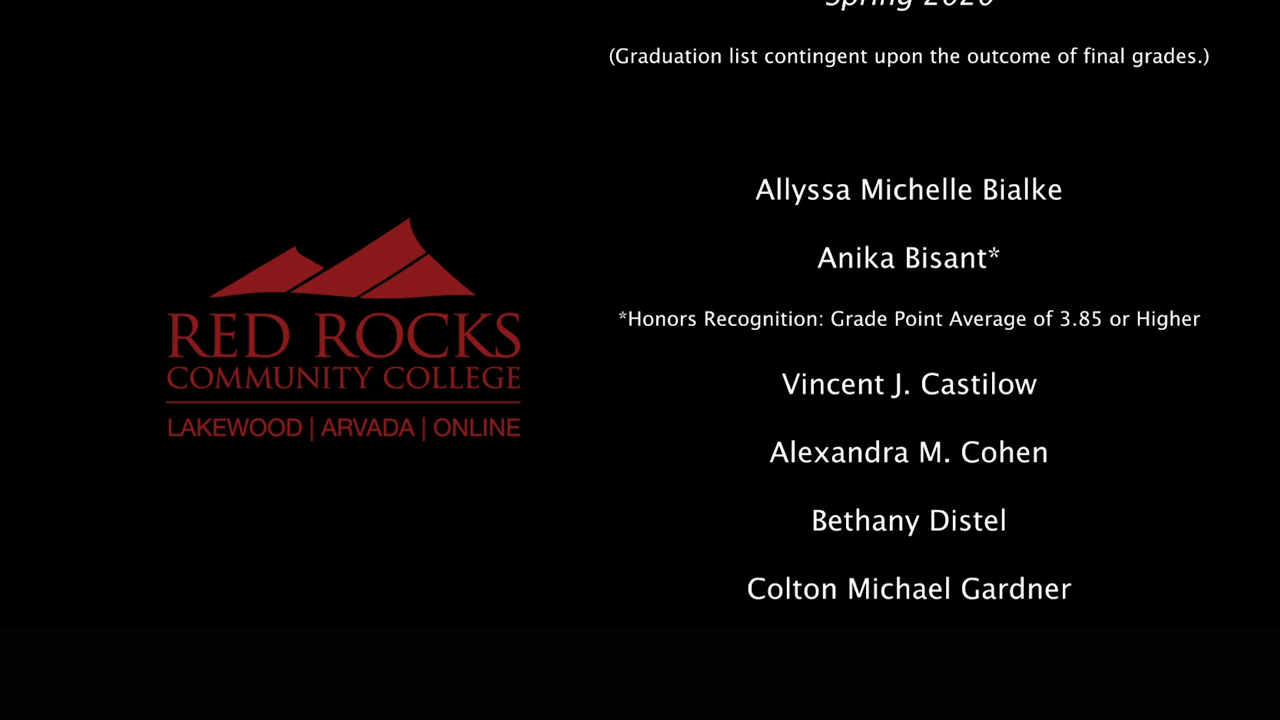 Spring 2020
(Graduation list contingent upon the outcome of final grades.)
Allyssa Michelle Bialke
Anika Bisant*
*Honors Recognition: Grade Point Average of 3.85 or Higher
Vincent J. Castilow
Alexandra M. Cohen
Bethany Distel
Colton Michael Gardner
RED ROCKS
COMMUNITY COLLEGE
LAKEWOOD | ARVADA | ONLINE